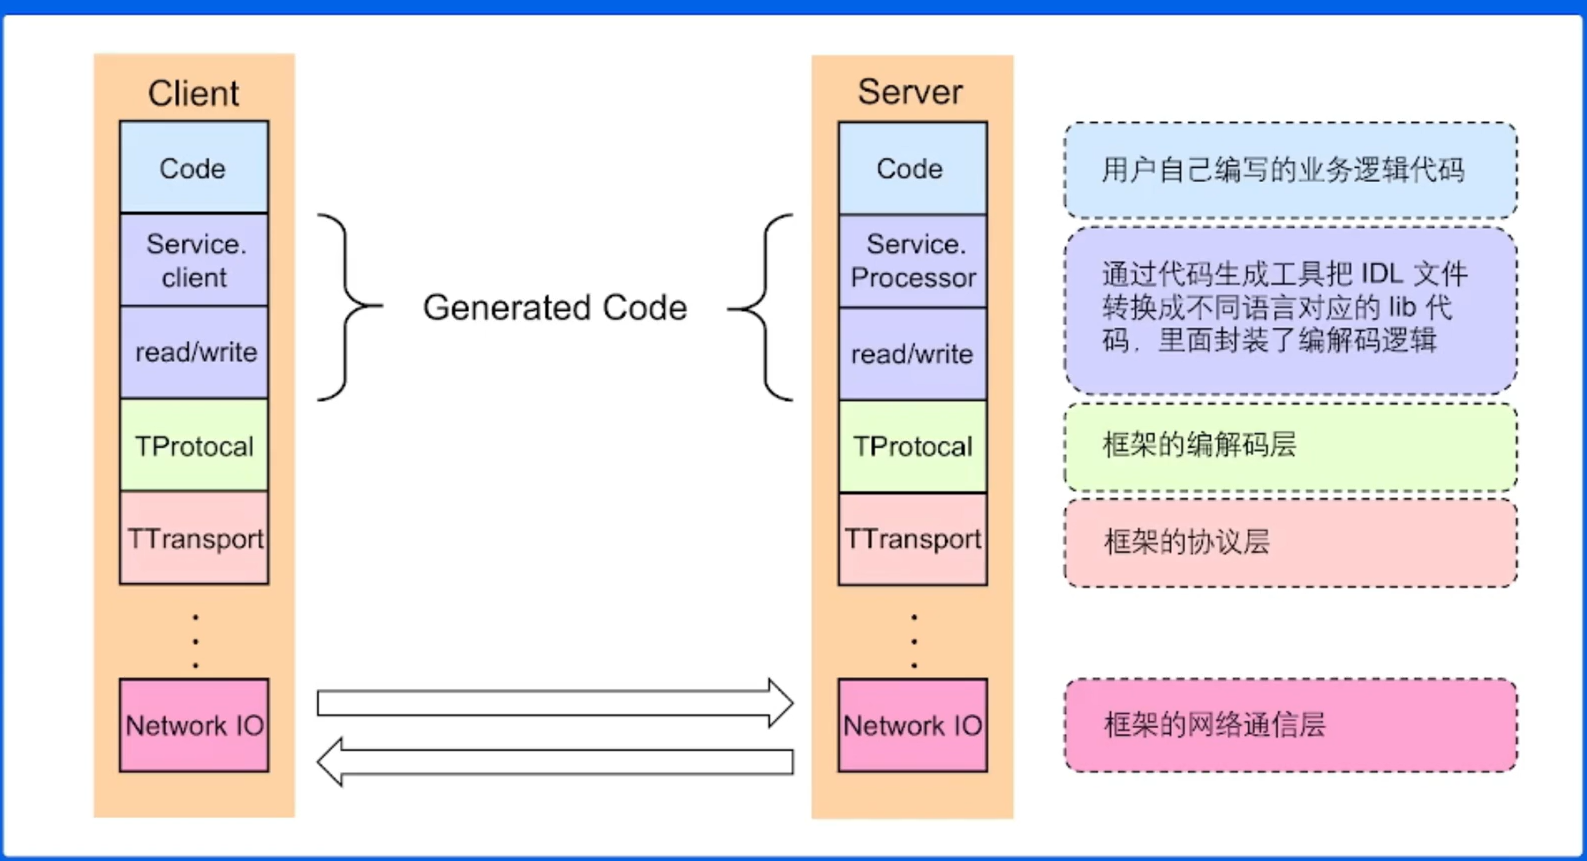 Client
Code
Service.
client
read/write
TProtocal
TTransport
Network IO
Generated Code
Server
Code
Service.
Processor
read/write
TProtocal
TTransport
Network IO
用户自己编写的业务逻辑代码
通过代码生成工具把 IDL 文件
转换成不同语言对应的 lib 代
码，里面封装了编解码逻辑
框架的编解码层
框架的协议层
框架的网络通信层